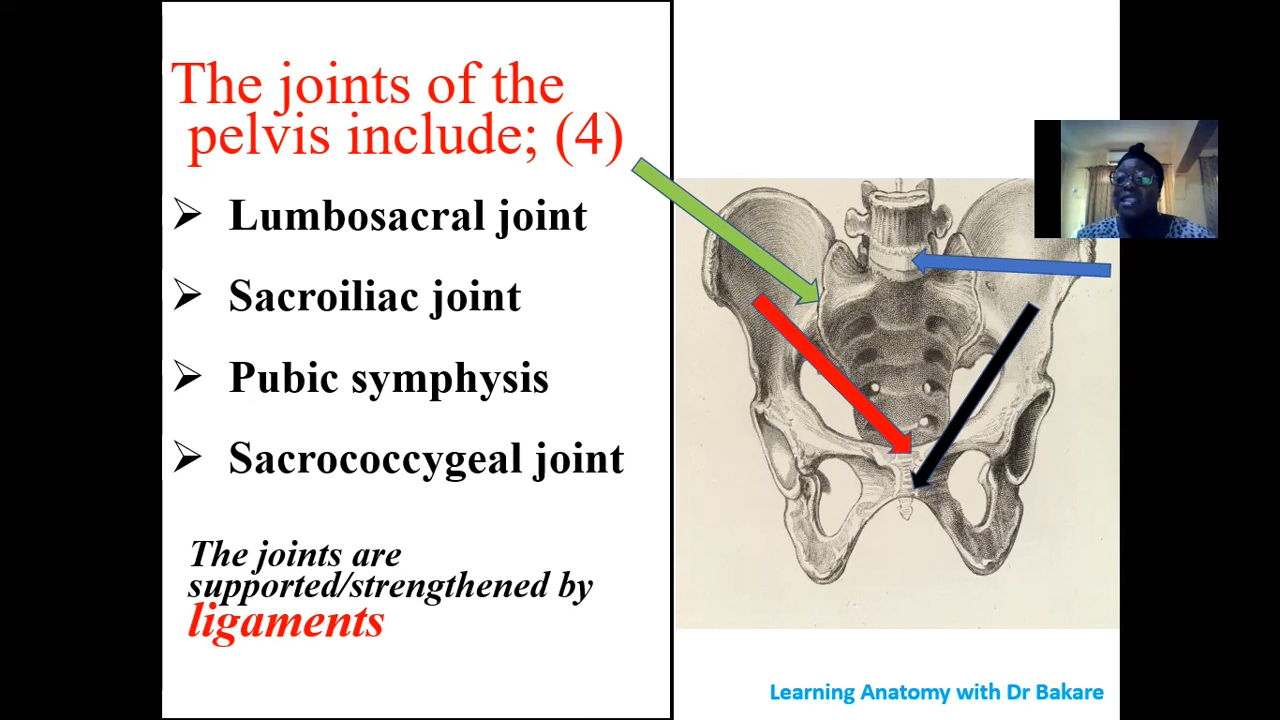 The joints of the
pelvis include; (4)
Lumbosacral joint
Sacroiliac joint
Pubic symphysis
Sacrococcygeal joint
The joints are
supported/strengthened by
ligaments
Learning Anatomy with Dr Bakare